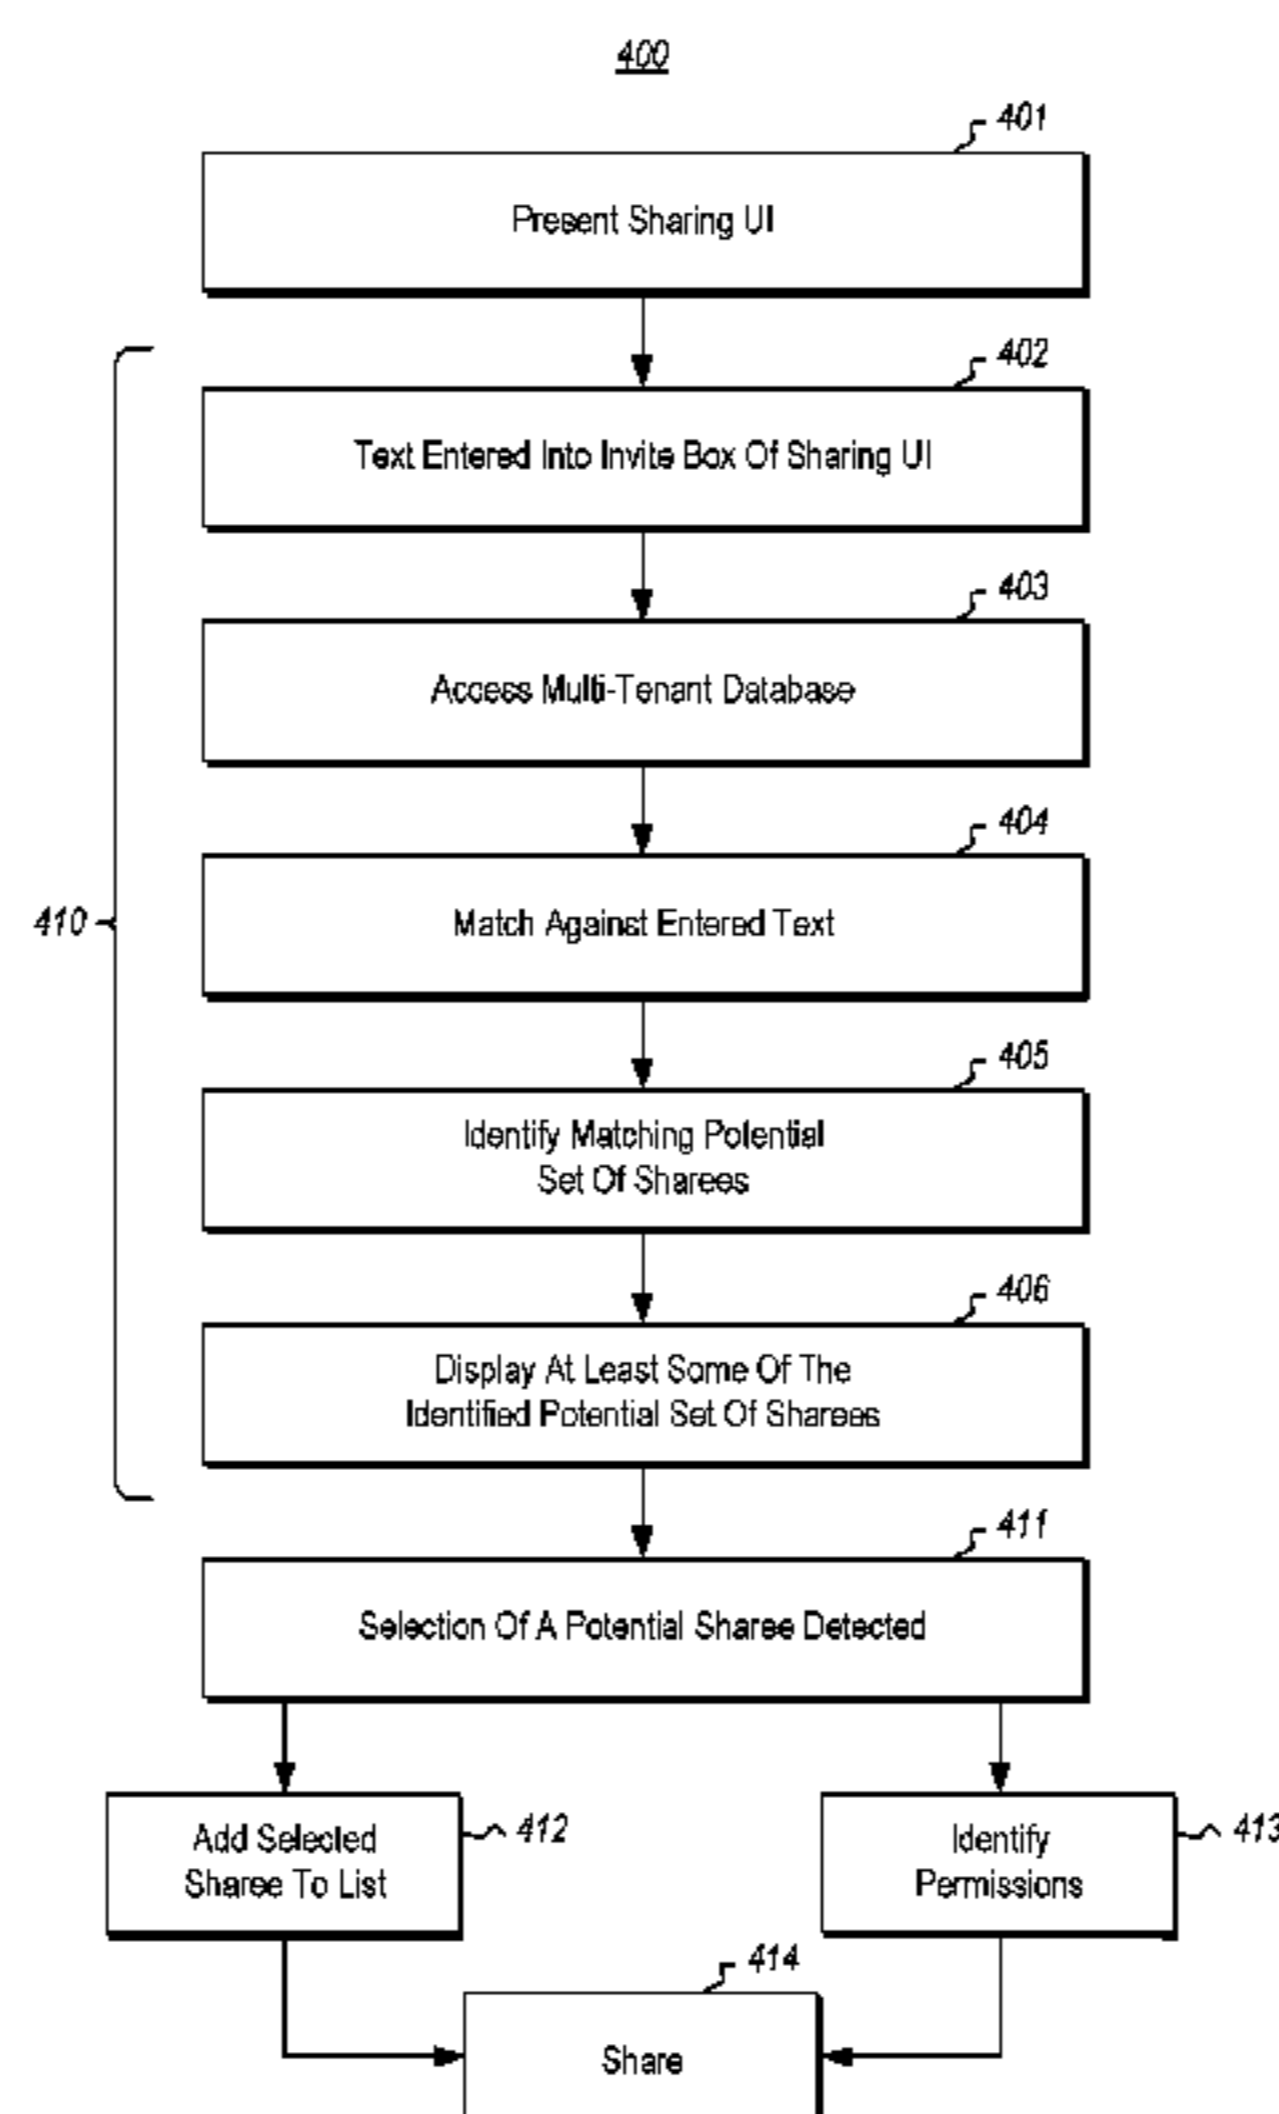 400
401
Present Sharing UI
402
Text Entered Into Invite Box Of Sharing UI
403
Access Multi-Tenant Database
404
410
Match Against Entered Text
405
Identify Matching Potential
Set Of Sharees
406
Display At Least Some Of The
Identified Potential Set Of Sharees
411
Selection Of A Potential Sharee Detected
Add Selected
Sharee To List
412
Identify
Permissions
413
414
Share